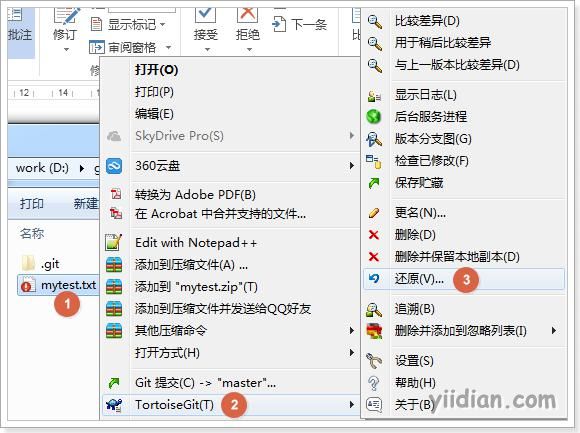 批注
修订
显示标记
审阅窗格
接受
拒绝
下一条
12
14
work (D:)
打印
新建
名称
.git
mytest.txt
1
打开(O)
打印(P)
编辑(E)
SkyDrive Pro(S)
360云盘
转换为 Adobe PDF(B)
在 Acrobat 中合并支持的文件...
Edit with Notepad++
添加到压缩文件(A) ...
添加到 "mytest.zip"(T)
添加到压缩文件并发送给QQ好友
其他压缩命令
打开方式(H)
Git 提交(C) -> "master"...
TortoiseGit(T)
2
比较差异(D)
用于稍后比较差异
与上一版本比较差异(D)
显示日志(L)
后台服务进程
版本分支图(G)
检查已修改(F)
保存贮藏
更名(N)...
删除(D)
删除并保留本地副本(D)
还原(V)...
3
追溯(B)
删除并添加到忽略列表(I)
设置(S)
帮助(H)
关于(B)
yiidian.com